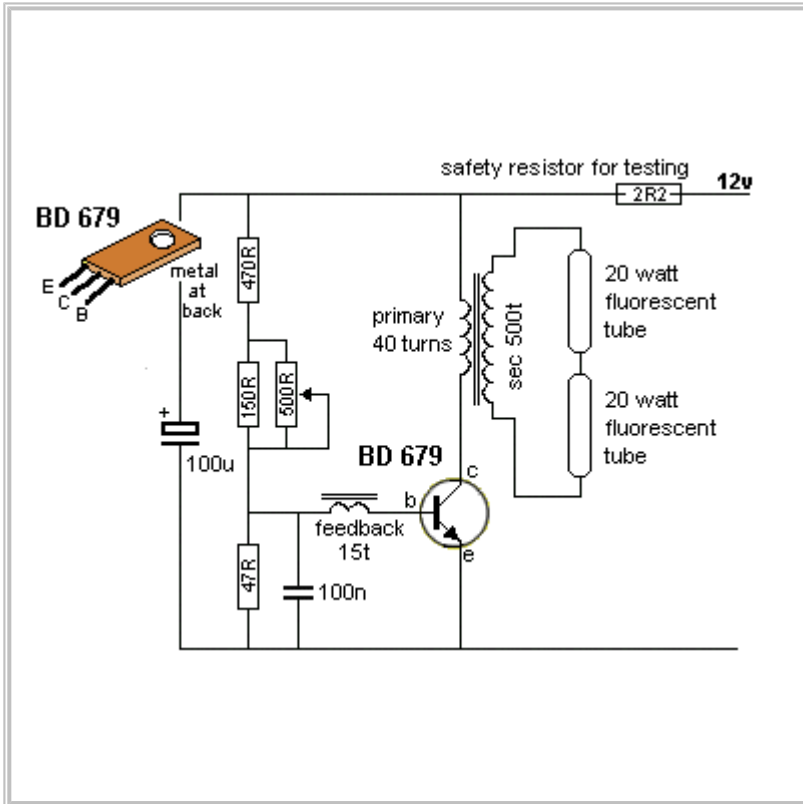 safety resistor for testing
12v
2R2
BD 679
E
C
B
metal
at
back
470R
primary
40 turns
sec 500t
20 watt
fluorescent
tube
150R
500R
20 watt
fluorescent
tube
+
100u
BD 679
c
b
e
feedback
15t
47R
100n